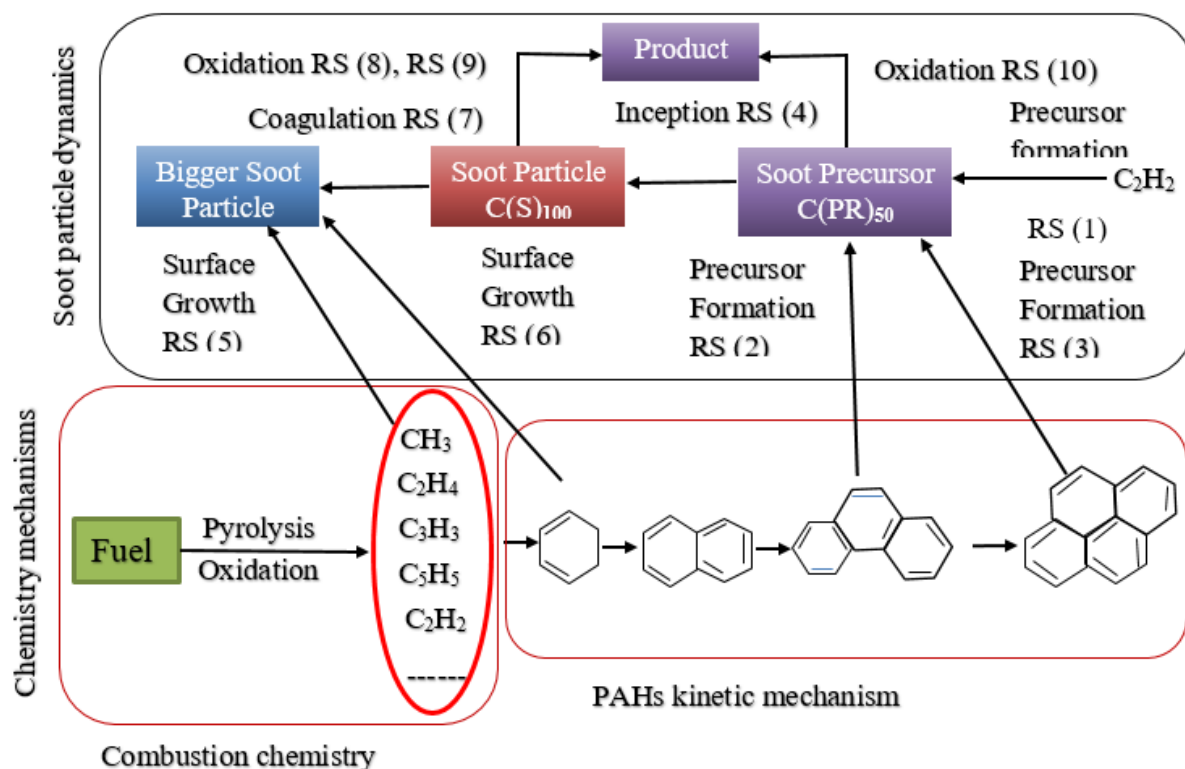 Soot particle dynamics
Product
Oxidation RS (8), RS (9)
Oxidation RS (10)
Coagulation RS (7)
Inception RS (4)
Precursor
formation
Bigger Soot
Particle
Soot Particle
C(S)₁₀₀
Soot Precursor
C(PR)₅₀
C₂H₂
RS (1)
Surface
Growth
RS (5)
Surface
Growth
RS (6)
Precursor
Formation
RS (2)
Precursor
Formation
RS (3)
Chemistry mechanisms
Fuel
Pyrolysis
Oxidation
CH₃
C₂H₄
C₃H₃
C₅H₅
C₂H₂
------
PAHs kinetic mechanism
Combustion chemistry